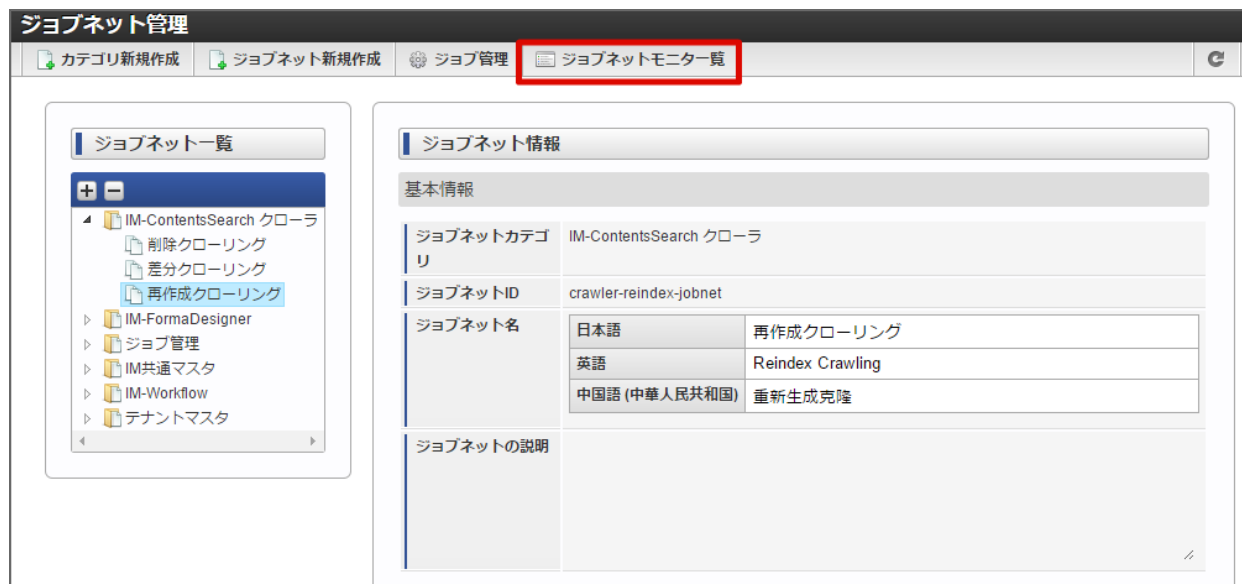 ジョブネット管理
カテゴリ新規作成 ジョブネット新規作成 ジョブ管理 ジョブネットモニター覧
ジョブネット一覧
IM-ContentsSearch クローラ
削除クローリング
差分クローリング
再作成クローリング
IM-FormaDesigner
ジョブ管理
IM共通マスタ
IM-Workflow
テナントマスタ
ジョブネット情報
基本情報
ジョブネットカテゴ
リ
IM-ContentsSearch クローラ
ジョブネットID crawler-reindex-jobnet
ジョブネット名
日本語 再作成クローリング
英語 Reindex Crawling
中国語 (中華人民共和国) 重新生成克隆
ジョブネットの説明